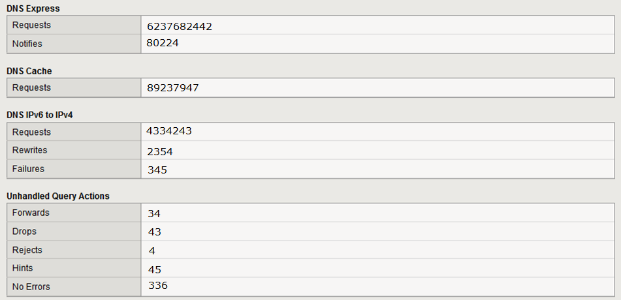 DNS Express
Requests 6237682442
Notifies 80224
DNS Cache
Requests 89237947
DNS IPv6 to IPv4
Requests 4334243
Rewrites 2354
Failures 345
Unhandled Query Actions
Forwards 34
Drops 43
Rejects 4
Hints 45
No Errors 336